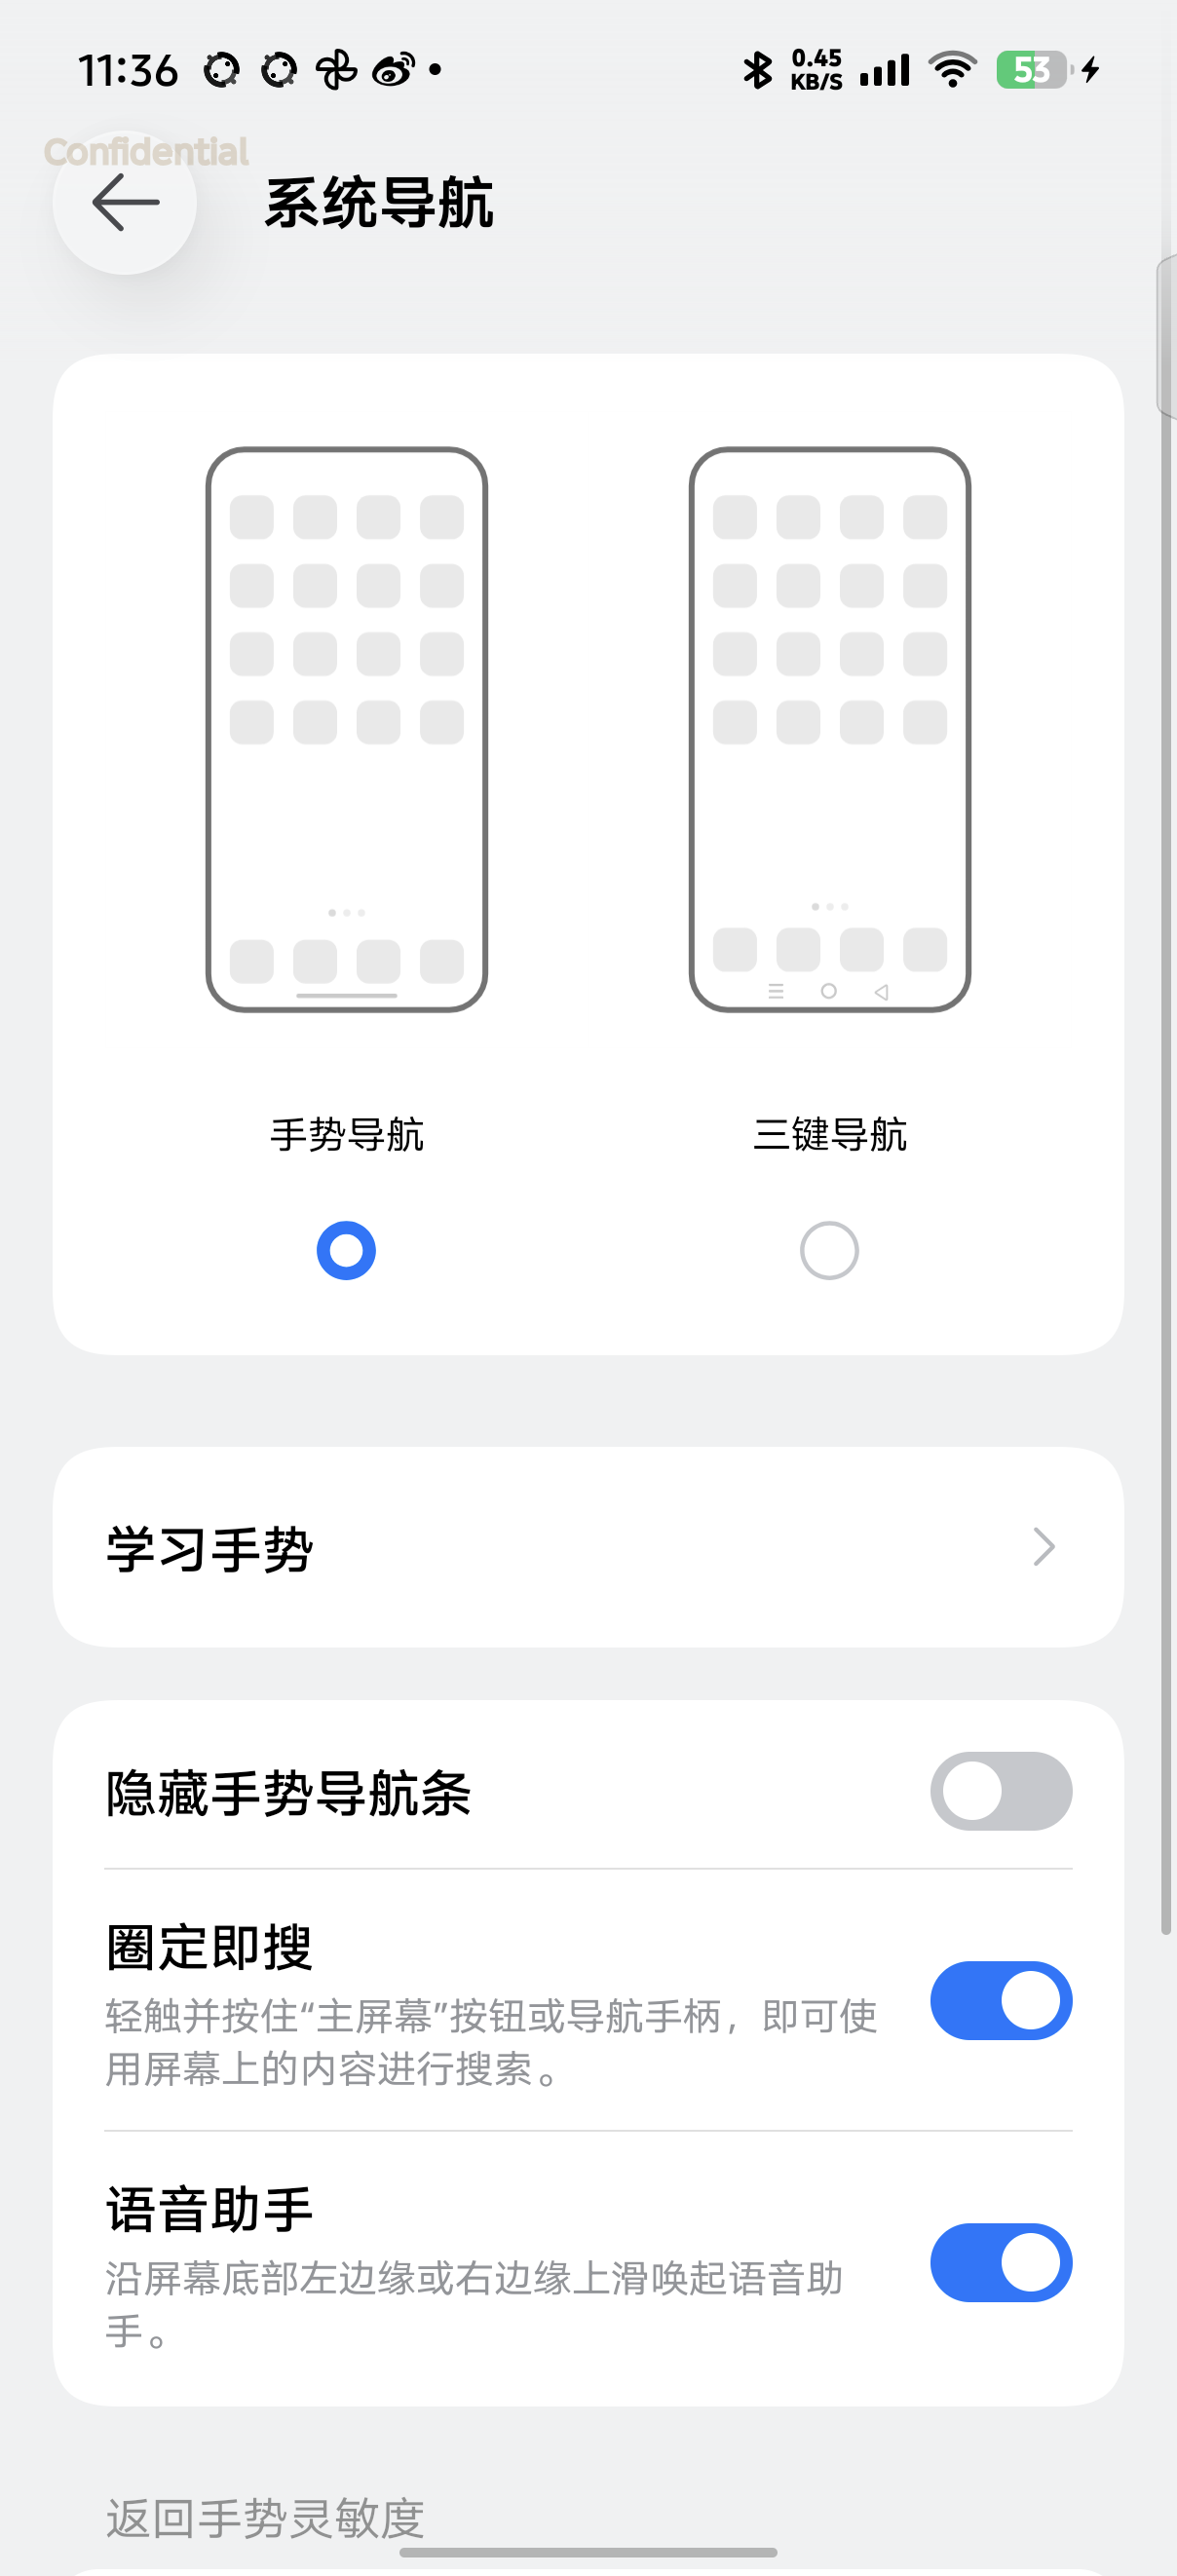 11:36
0.45
KB/S
53
Confidential
系统导航
手势导航
三键导航
学习手势
隐藏手势导航条
圈定即搜
轻触并按住“主屏幕”按钮或导航手柄，即可使
用屏幕上的内容进行搜索。
语音助手
沿屏幕底部左边缘或右边缘上滑唤起语音助
手。
返回手势灵敏度